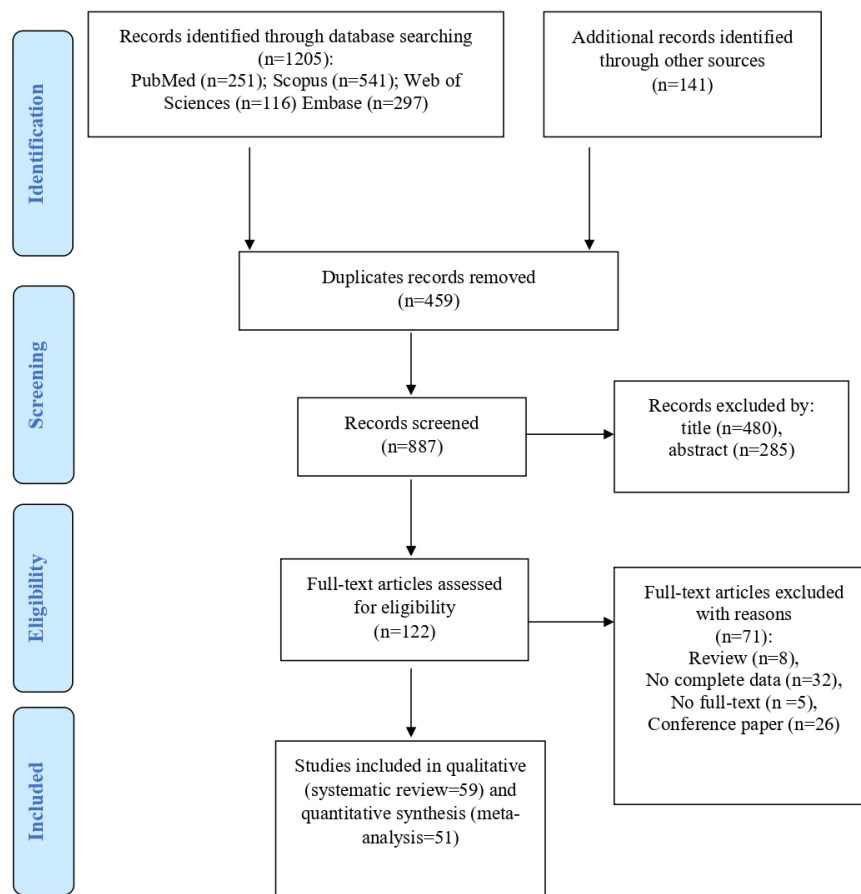 Identification
Records identified through database searching
(n=1205):
PubMed (n=251); Scopus (n=541); Web of
Sciences (n=116) Embase (n=297)
Additional records identified
through other sources
(n=141)
Duplicates records removed
(n=459)
Screening
Records screened
(n=887)
Records excluded by:
title (n=480),
abstract (n=285)
Eligibility
Full-text articles assessed
for eligibility
(n=122)
Full-text articles excluded
with reasons
(n=71):
Review (n=8),
No complete data (n=32),
No full-text (n =5),
Conference paper (n=26)
Included
Studies included in qualitative
(systematic review=59) and
quantitative synthesis (meta-
analysis=51)